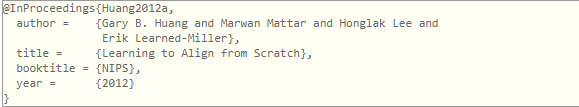 @InProceedings{Huang2012a,
author = {Gary B. Huang and Marwan Mattar and Honglak Lee and
Erik Learned-Miller},
title = {Learning to Align from Scratch},
booktitle = {NIPS},
year = {2012}
}